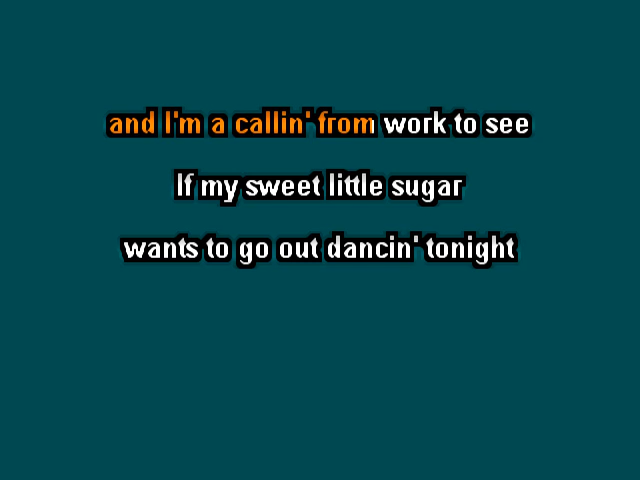 and I'm a callin' from work to see
If my sweet little sugar
wants to go out dancin' tonight